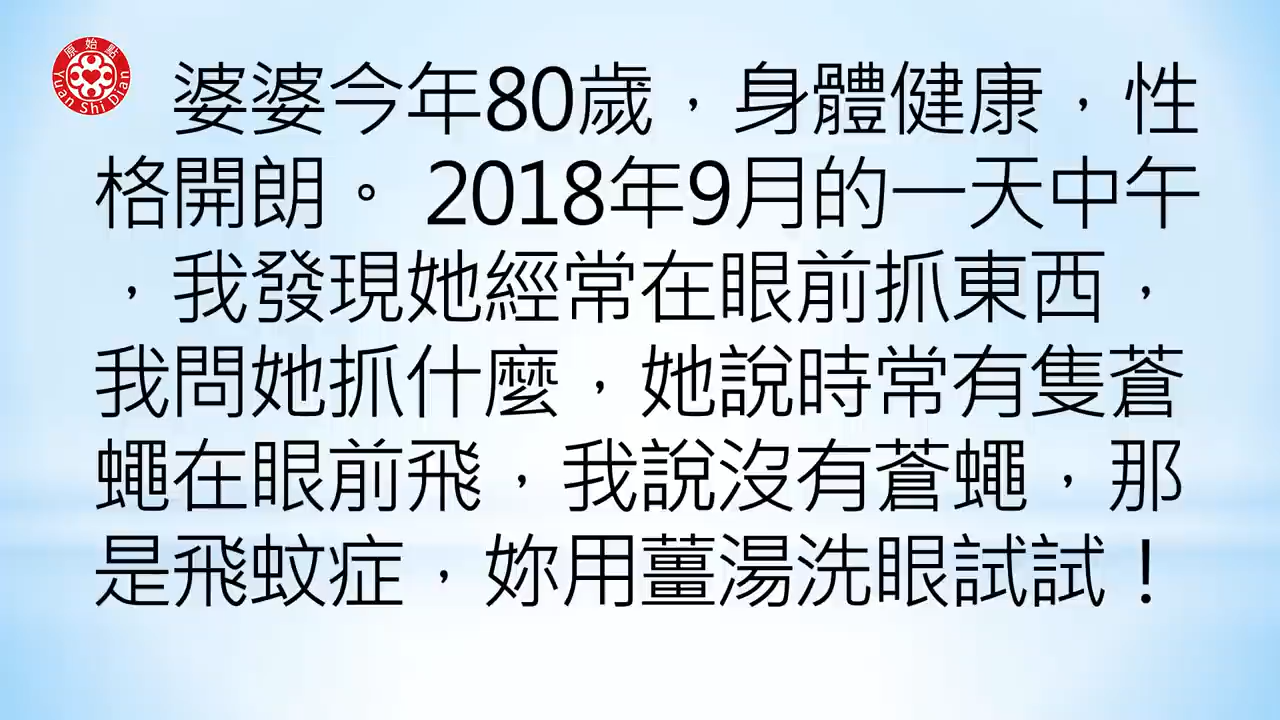 原始點
Yuan Shi Dian
婆婆今年80歲，身體健康，性
格開朗。 2018年9月的一天中午
，我發現她經常在眼前抓東西，
我問她抓什麼，她說時常有隻蒼
蠅在眼前飛，我說沒有蒼蠅，那
是飛蚊症，妳用薑湯洗眼試試！